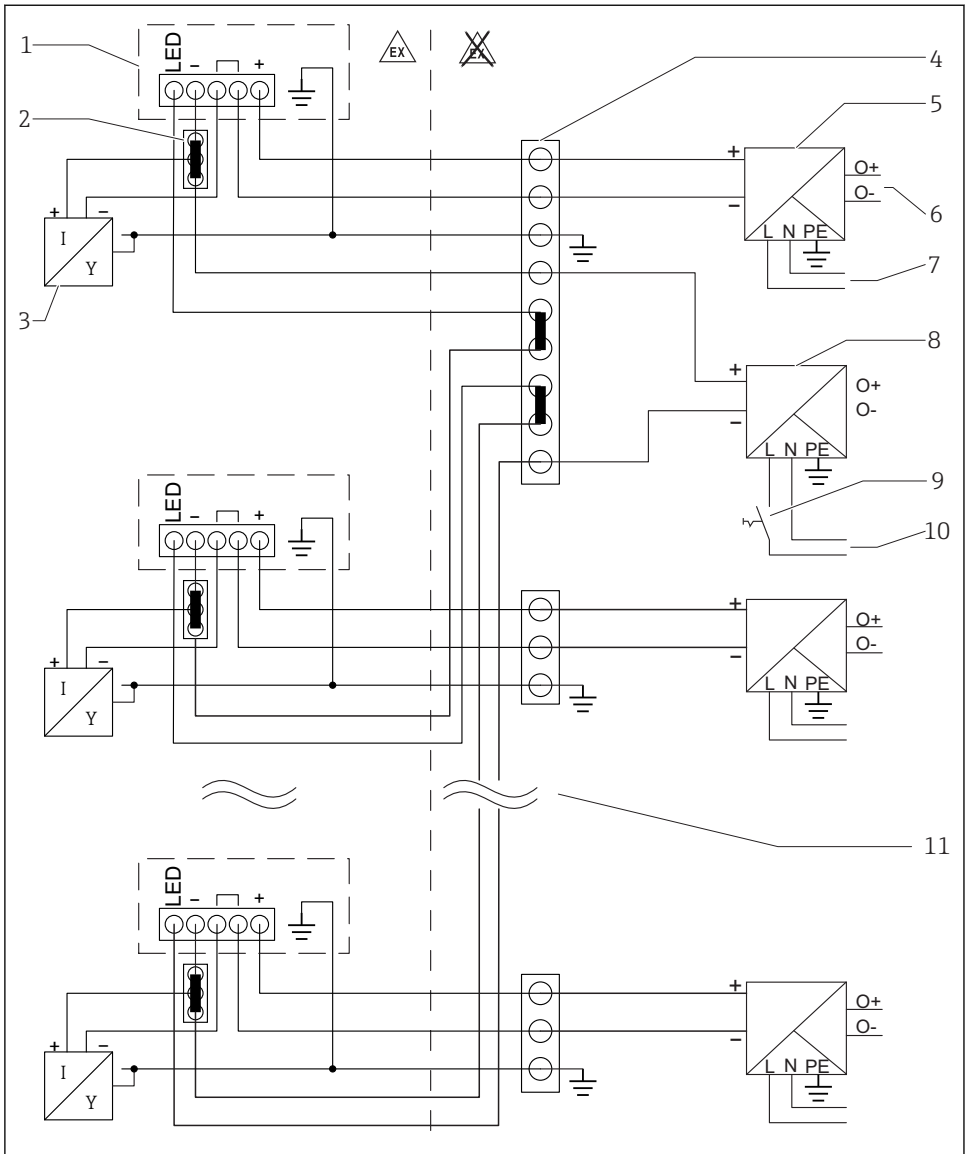 1
LED
-
+
EX
EX
4
2
5
+
-
O+
O-
6
L N PE
7
+
-
I
Y
3
8
+
-
O+
O-
L N PE
9
10
LED
-
+
+
-
O+
O-
L N PE
+
-
I
Y
11
LED
-
+
+
-
O+
O-
L N PE
+
-
I
Y